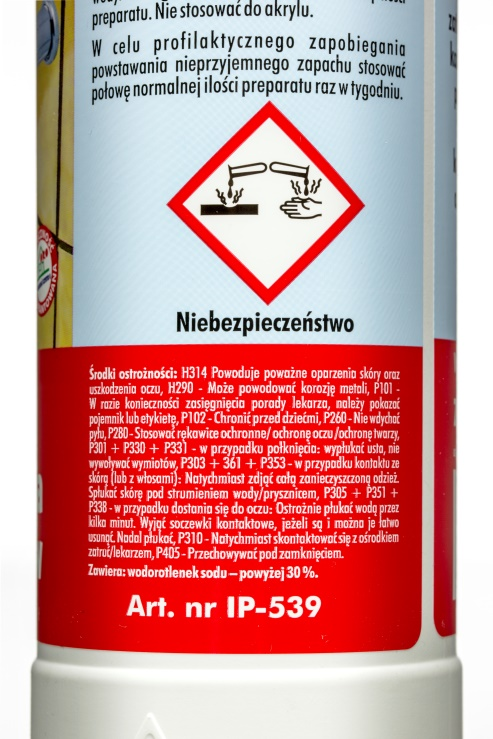 preparatu. Nie stosować do akrylu.
W celu profilaktycznego zapobiegania
powstawania nieprzyjemnego zapachu stosować
połowę normalnej ilości preparatu raz w tygodniu.
Niebezpieczeństwo
Środki ostrożności: H314 Powoduje poważne oparzenia skóry oraz
uszkodzenia oczu, H290 - Może powodować korozję metali, P101 -
W razie konieczności zasięgnięcia porady lekarza, należy pokazać
pojemnik lub etykietę, P102 - Chronić przed dziećmi, P260 - Nie wdychać
pyłu, P280 - Stosować rękawice ochronne/ ochronę oczu /ochronę twarzy,
P301 + P330 + P331 - w przypadku połknięcia: wypłukać usta, nie
wywoływać wymiotów, P303 + 361 + P353 - w przypadku kontaktu ze
skórą (lub z włosami): Natychmiast zdjąć całą zanieczyszczoną odzież.
Spłukać skórę pod strumieniem wody/prysznicem, P305 + P351 +
P338 - w przypadku dostania się do oczu: Ostrożnie płukać wodą przez
kilka minut. Wyjąć soczewki kontaktowe, jeżeli są i można je łatwo
usunąć. Nadal płukać, P310 - Natychmiast skontaktować się z ośrodkiem
zatruć/lekarzem, P405 - Przechowywać pod zamknięciem.
Zawiera: wodorotlenek sodu – powyżej 30 %.
Art. nr IP-539